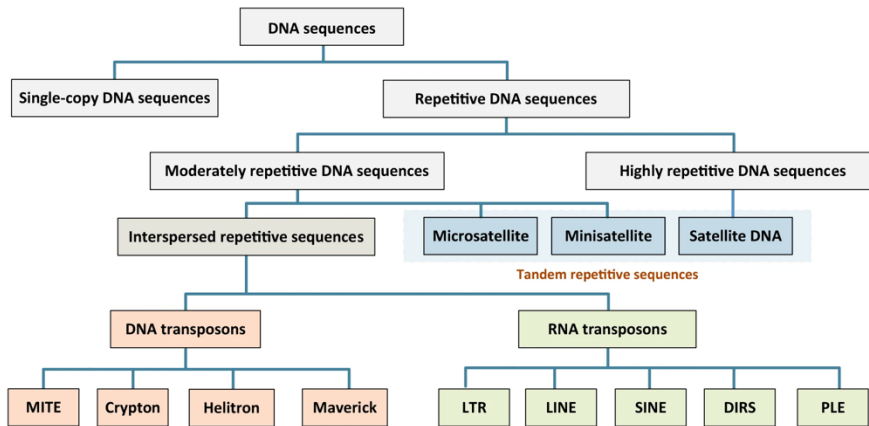 DNA sequences
Single-copy DNA sequences
Repetitive DNA sequences
Moderately repetitive DNA sequences
Highly repetitive DNA sequences
Interspersed repetitive sequences
Microsatellite
Minisatellite
Satellite DNA
Tandem repetitive sequences
DNA transposons
RNA transposons
MITE
Crypton
Helitron
Maverick
LTR
LINE
SINE
DIRS
PLE